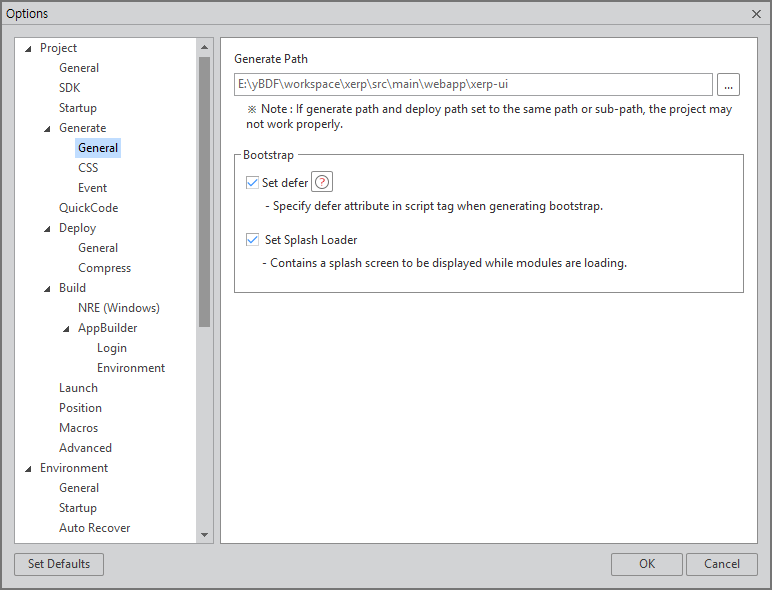 Options
Project
General
SDK
Startup
Generate
General
CSS
Event
QuickCode
Deploy
General
Compress
Build
NRE (Windows)
AppBuilder
Login
Environment
Launch
Position
Macros
Advanced
Environment
General
Startup
Auto Recover
Generate Path
E:\yBDF\workspace\xerp\src\main\webapp\xerp-ui
...
※ Note : If generate path and deploy path set to the same path or sub-path, the project may
not work properly.
Bootstrap
Set defer ?
- Specify defer attribute in script tag when generating bootstrap.
Set Splash Loader
- Contains a splash screen to be displayed while modules are loading.
Set Defaults
OK
Cancel